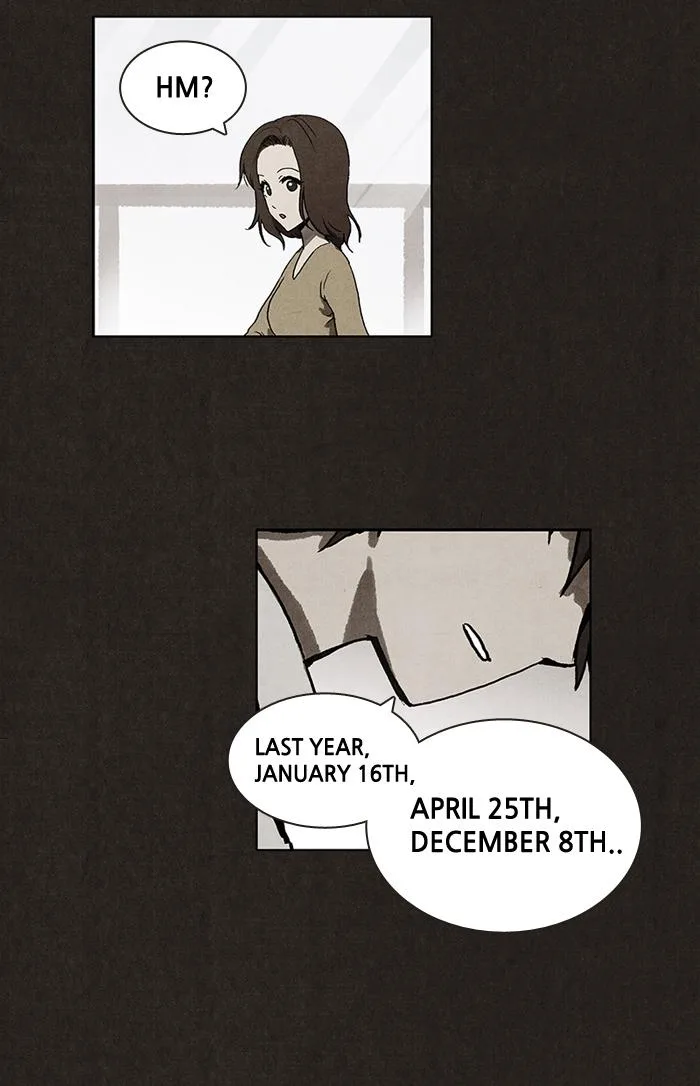 HM?
LAST YEAR,
JANUARY 16TH,
APRIL 25TH,
DECEMBER 8TH..